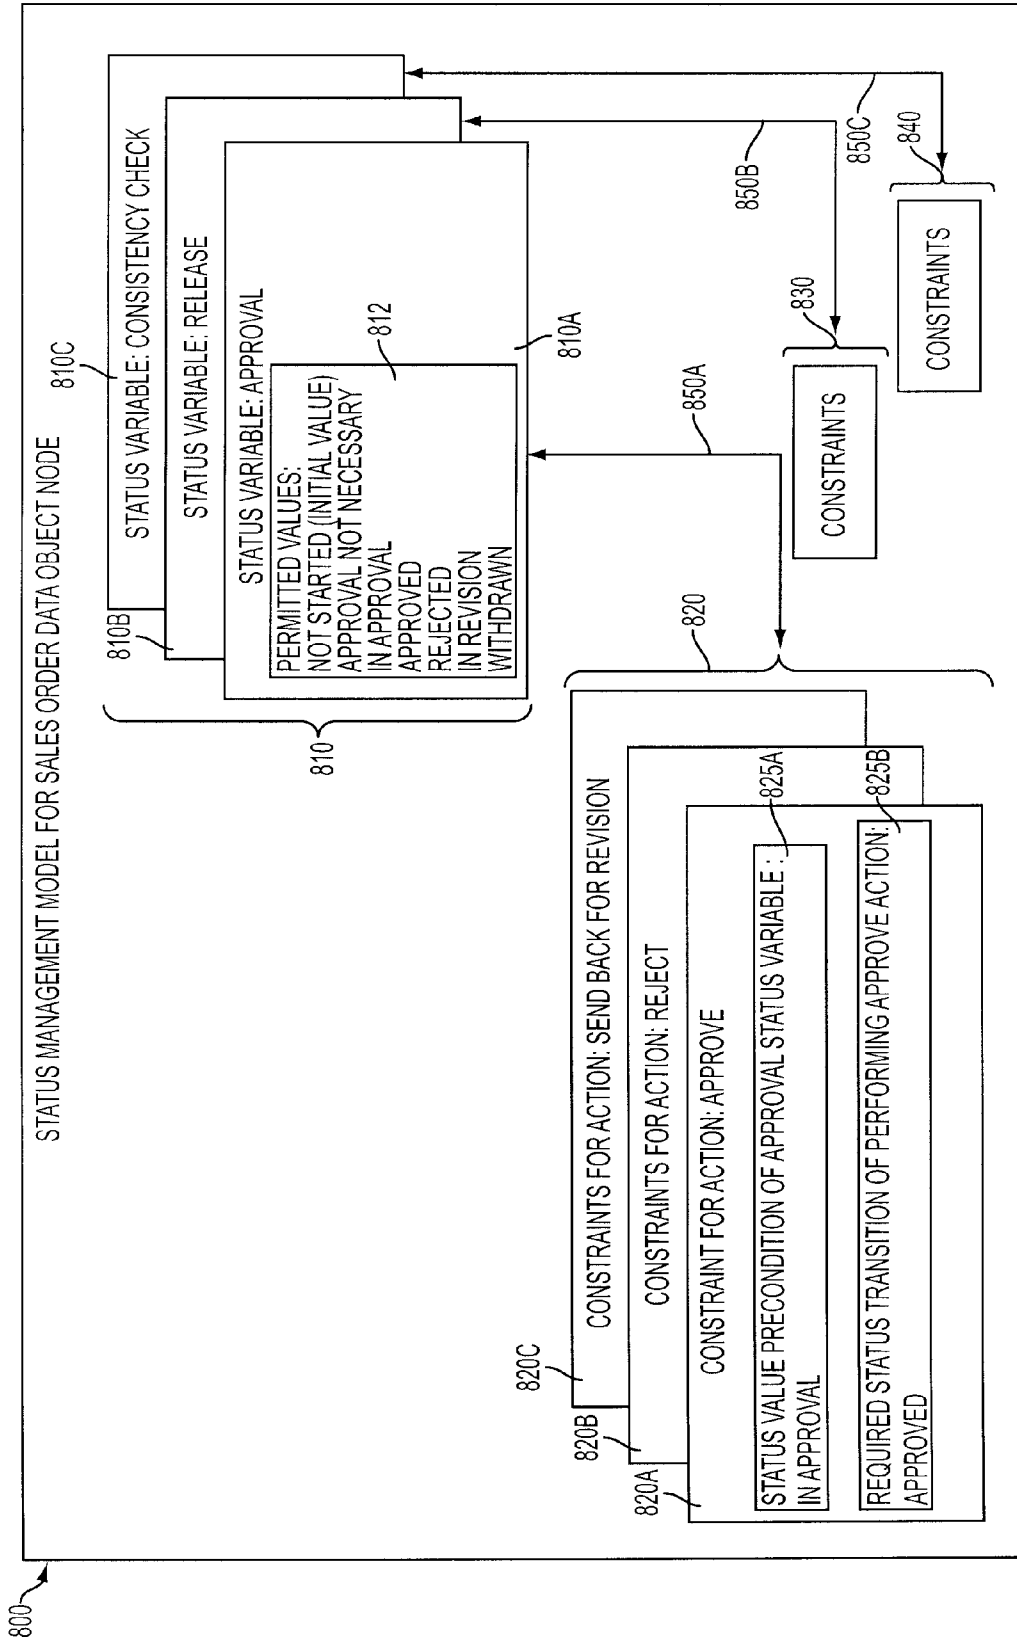 800
STATUS MANAGEMENT MODEL FOR SALES ORDER DATA OBJECT NODE
810C
STATUS VARIABLE: CONSISTENCY CHECK
810B
STATUS VARIABLE: RELEASE
STATUS VARIABLE: APPROVAL
PERMITTED VALUES:
NOT STARTED (INITIAL VALUE)
APPROVAL NOT NECESSARY
IN APPROVAL
APPROVED
REJECTED
IN REVISION
WITHDRAWN
812
810A
810
820C
CONSTRAINTS FOR ACTION: SEND BACK FOR REVISION
820B
CONSTRAINTS FOR ACTION: REJECT
820A
CONSTRAINT FOR ACTION: APPROVE
STATUS VALUE PRECONDITION OF APPROVAL STATUS VARIABLE :
IN APPROVAL
825A
REQUIRED STATUS TRANSITION OF PERFORMING APPROVE ACTION:
APPROVED
825B
820
850A
850B
850C
830
CONSTRAINTS
840
CONSTRAINTS